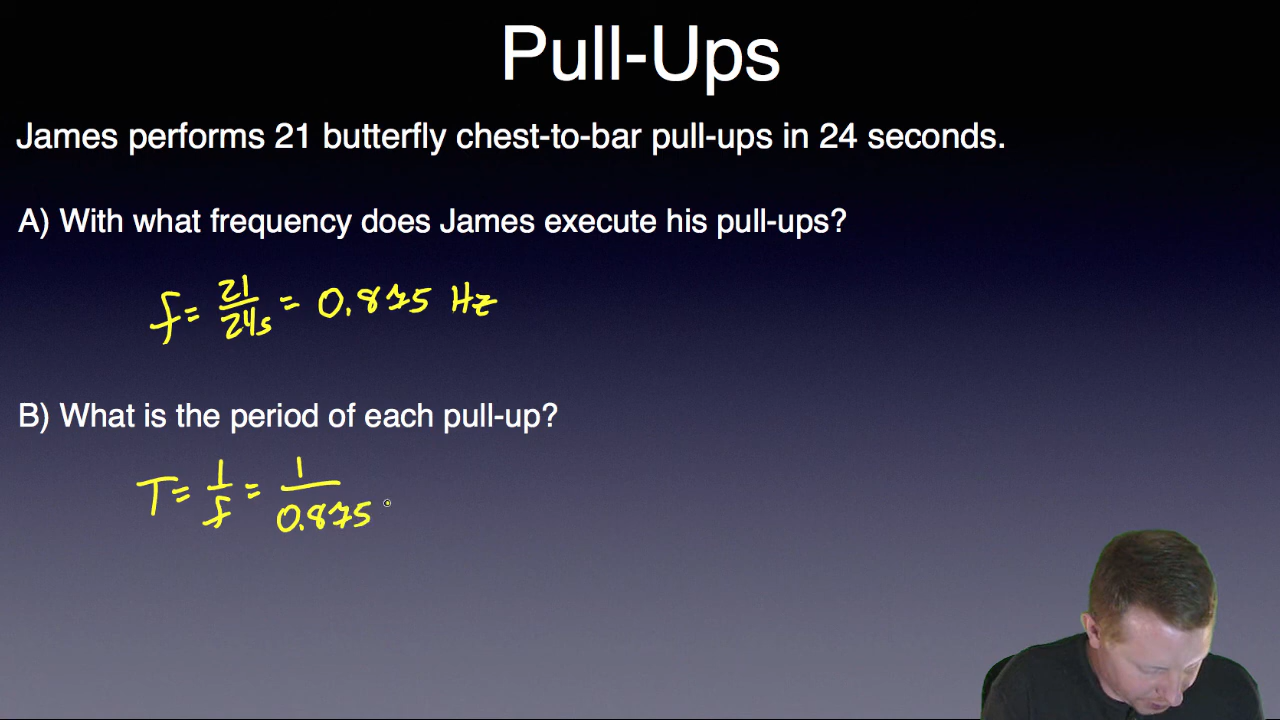 Pull-Ups
James performs 21 butterfly chest-to-bar pull-ups in 24 seconds.
A) With what frequency does James execute his pull-ups?
f = 21/24s = 0.875 Hz
B) What is the period of each pull-up?
T = 1/f = 1/0.875